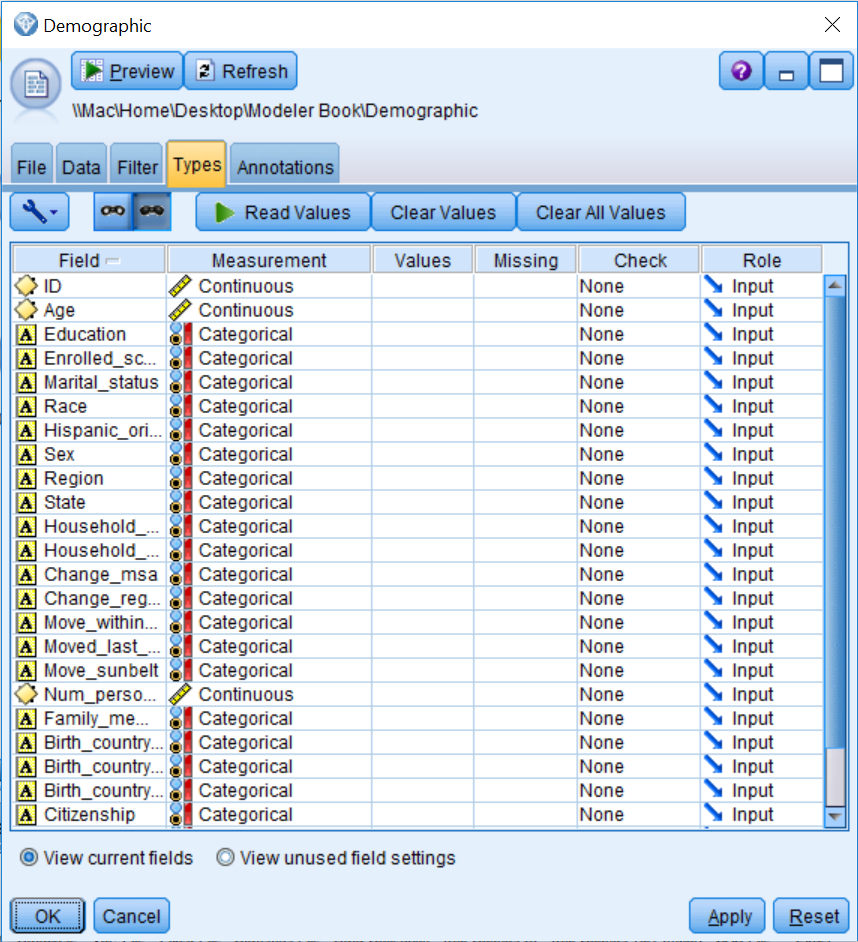 Demographic
Preview Refresh
\\Mac\Home\Desktop\Modeler Book\Demographic
File Data Filter Types Annotations
Read Values Clear Values Clear All Values
Field Measurement Values Missing Check Role
ID Continuous None Input
Age Continuous None Input
A Education Categorical None Input
A Enrolled_sc... Categorical None Input
A Marital_status Categorical None Input
A Race Categorical None Input
A Hispanic_ori... Categorical None Input
A Sex Categorical None Input
A Region Categorical None Input
A State Categorical None Input
A Household_... Categorical None Input
A Household_... Categorical None Input
A Change_msa Categorical None Input
A Change_reg... Categorical None Input
A Move_within... Categorical None Input
A Moved_last_... Categorical None Input
A Move_sunbelt Categorical None Input
Num_perso... Continuous None Input
A Family_me... Categorical None Input
A Birth_country... Categorical None Input
A Birth_country... Categorical None Input
A Birth_country... Categorical None Input
A Citizenship Categorical None Input
View current fields View unused field settings
OK Cancel Apply Reset